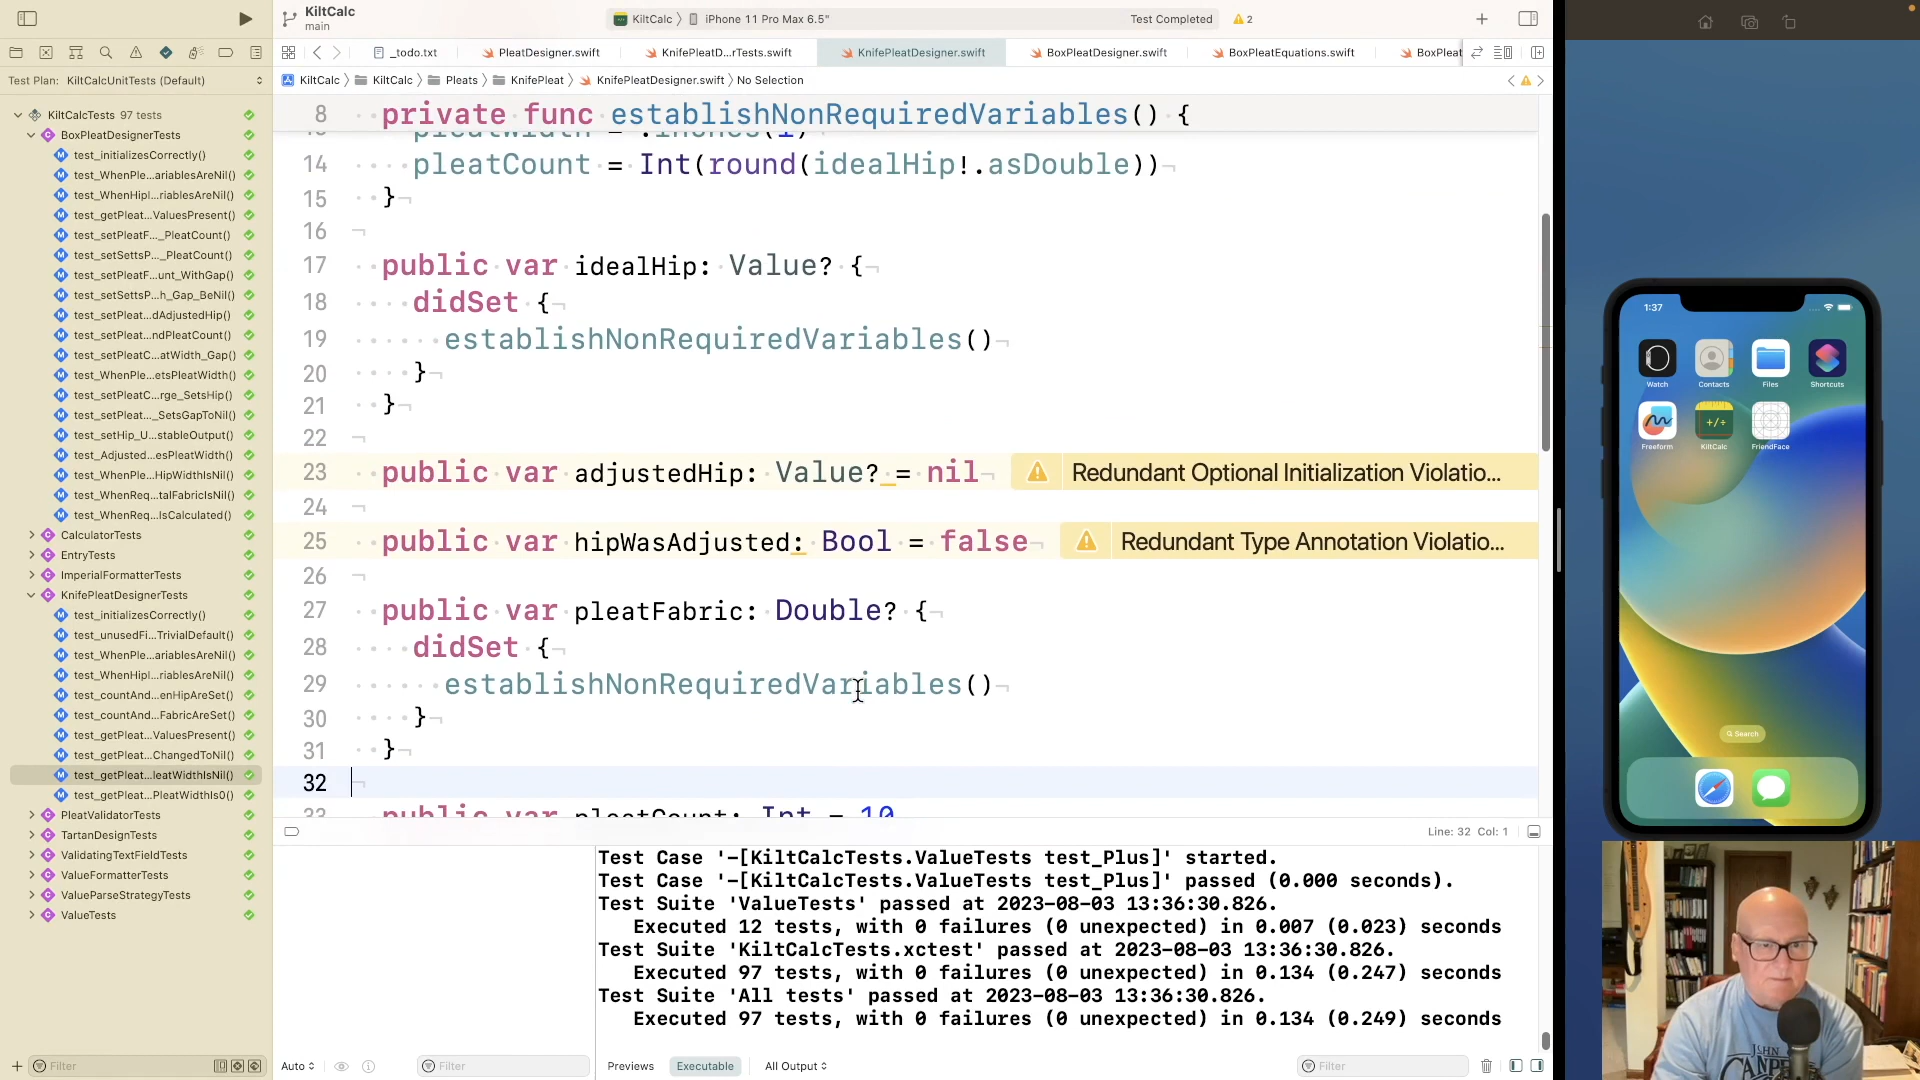 KiltCalc
main
KiltCalc
iPhone 11 Pro Max 6.5"
Test Completed
2
_todo.txt
PleatDesigner.swift
KnifePleatD...rTests.swift
KnifePleatDesigner.swift
BoxPleatDesigner.swift
BoxPleatEquations.swift
BoxPleat
Test Plan: KiltCalcUnitTests (Default)
KiltCalc
KiltCalc
Pleats
KnifePleat
KnifePleatDesigner.swift
No Selection
KiltCalcTests 97 tests
BoxPleatDesignerTests
test_initializesCorrectly()
test_WhenPle...ariablesAreNil()
test_WhenHipI...riablesAreNil()
test_getPleat...ValuesPresent()
test_setPleatF..._PleatCount()
test_setSettsP..._PleatCount()
test_setPleatF...unt_WithGap()
test_setSettsP...h_Gap_BeNil()
test_setPleat...dAdjustedHip()
test_setPleat...ndPleatCount()
test_setPleatC...atWidth_Gap()
test_WhenPle...etsPleatWidth()
test_setPleatC...rge_SetsHip()
test_setPleat..._SetsGapToNil()
test_setHip_U...stableOutput()
test_Adjusted...esPleatWidth()
test_WhenPle...HipWidthIsNil()
test_WhenReq...talFabricIsNil()
test_WhenReq...IsCalculated()
CalculatorTests
EntryTests
ImperialFormatterTests
KnifePleatDesignerTests
test_initializesCorrectly()
test_unusedFi...TrivialDefault()
test_WhenPle...ariablesAreNil()
test_WhenHipI...riablesAreNil()
test_countAnd...enHipAreSet()
test_countAnd...FabricAreSet()
test_getPleat...ValuesPresent()
test_getPleat...ChangedToNil()
test_getPleat...leatWidthIsNil()
test_getPleat...PleatWidthIs0()
PleatValidatorTests
TartanDesignTests
ValidatingTextFieldTests
ValueFormatterTests
ValueParseStrategyTests
ValueTests
Filter
8 private func establishNonRequiredVariables() {
14 pleatCount = Int(round(idealHip!.asDouble))
15 }
16
17 public var idealHip: Value? {
18 didSet {
19 establishNonRequiredVariables()
20 }
21 }
22
23 public var adjustedHip: Value? = nil
Redundant Optional Initialization Violatio...
24
25 public var hipWasAdjusted: Bool = false
Redundant Type Annotation Violatio...
26
27 public var pleatFabric: Double? {
28 didSet {
29 establishNonRequiredVariables()
30 }
31 }
32
33 public var pleatCount: Int = 10
Line: 32 Col: 1
Test Case '-[KiltCalcTests.ValueTests test_Plus]' started.
Test Case '-[KiltCalcTests.ValueTests test_Plus]' passed (0.000 seconds).
Test Suite 'ValueTests' passed at 2023-08-03 13:36:30.826.
Executed 12 tests, with 0 failures (0 unexpected) in 0.007 (0.023) seconds
Test Suite 'KiltCalcTests.xctest' passed at 2023-08-03 13:36:30.826.
Executed 97 tests, with 0 failures (0 unexpected) in 0.134 (0.247) seconds
Test Suite 'All tests' passed at 2023-08-03 13:36:30.826.
Executed 97 tests, with 0 failures (0 unexpected) in 0.134 (0.249) seconds
Auto
Filter
Previews
Executable
All Output
Filter
1:37
Watch
Contacts
Files
Shortcuts
Freeform
KiltCalc
FriendFace
Search
JOHN